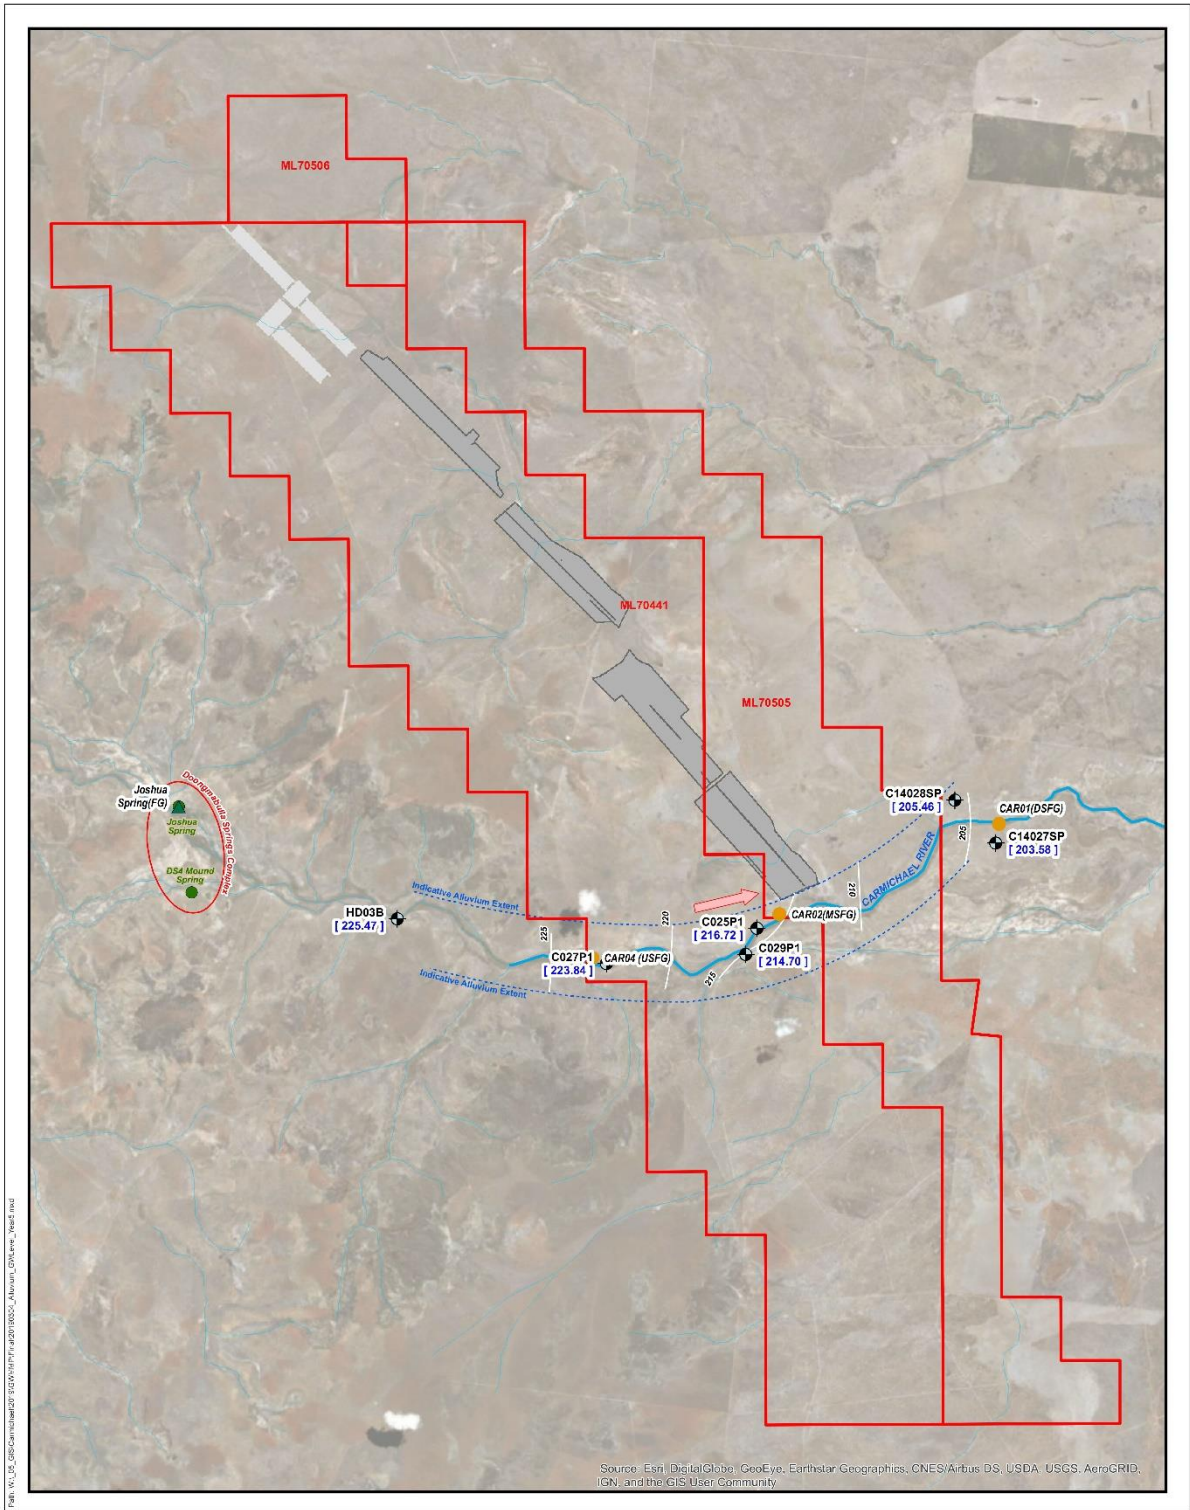 ML70506
ML70441
ML70505
Joshua
Spring(FG)
Joshua
Spring
Doongmabulla Springs Complex
DS4 Mound
Spring
C14028SP
[ 205.46 ]
CAR01(DSFG)
205
C14027SP
[ 203.58 ]
CARMICHAEL RIVER
210
Indicative Alluvium Extent
HD03B
[ 225.47 ]
220
CAR02(MSFG)
C025P1
[ 216.72 ]
225
C029P1
[ 214.70 ]
C027P1
[ 223.84 ]
CAR04 (USFG)
215
Indicative Alluvium Extent
Source: Esri, DigitalGlobe, GeoEye, Earthstar Geographics, CNES/Airbus DS, USDA, USGS, AeroGRID,
IGN, and the GIS User Community